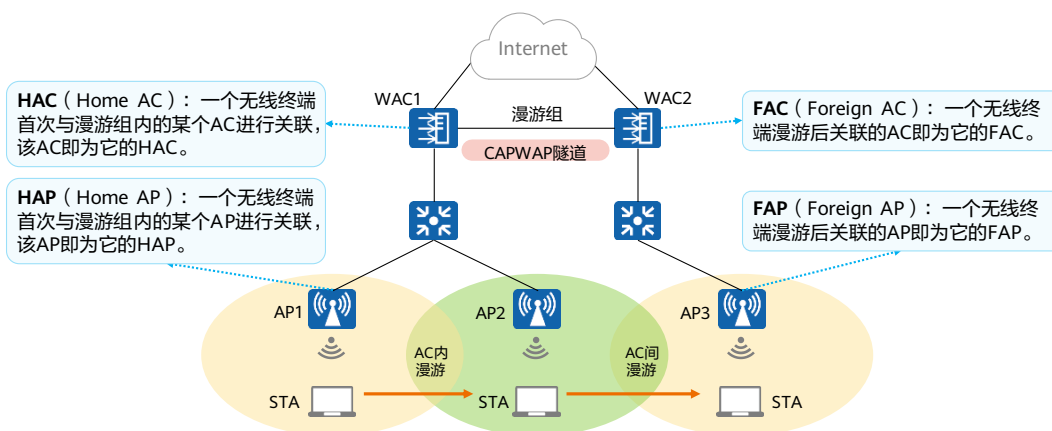 Internet
WAC1
WAC2
漫游组
CAPWAP隧道
HAC（Home AC）：一个无线终端
首次与漫游组内的某个AC进行关联，
该AC即为它的HAC。
FAC（Foreign AC）：一个无线终
端漫游后关联的AC即为它的FAC。
HAP（Home AP）：一个无线终端
首次与漫游组内的某个AP进行关联，
该AP即为它的HAP。
FAP（Foreign AP）：一个无线终
端漫游后关联的AP即为它的FAP。
AP1
AP2
AP3
AC内
漫游
AC间
漫游
STA
STA
STA